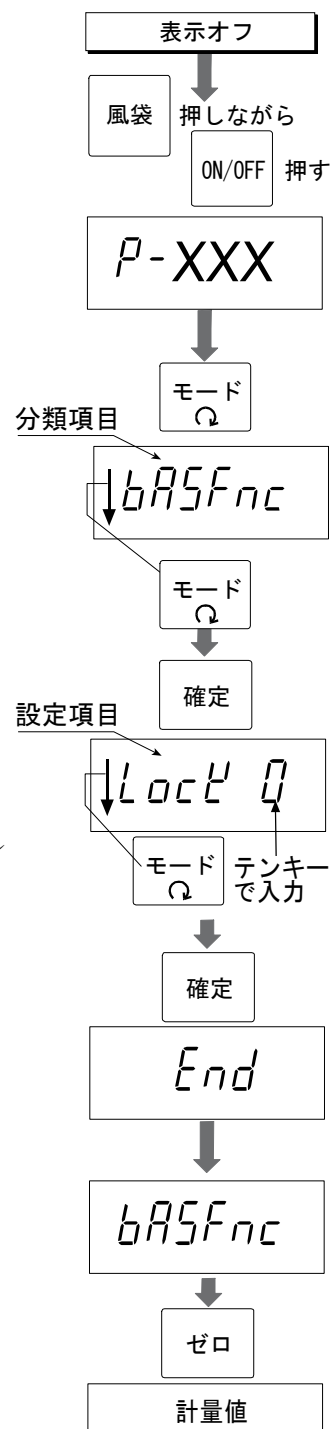 表示オフ
風袋 押しながら
ON/OFF 押す
P-XXX
モード
分類項目
bASFnc
モード
確定
設定項目
LocK 0
モード テンキー
で入力
確定
End
bASFnc
ゼロ
計量値